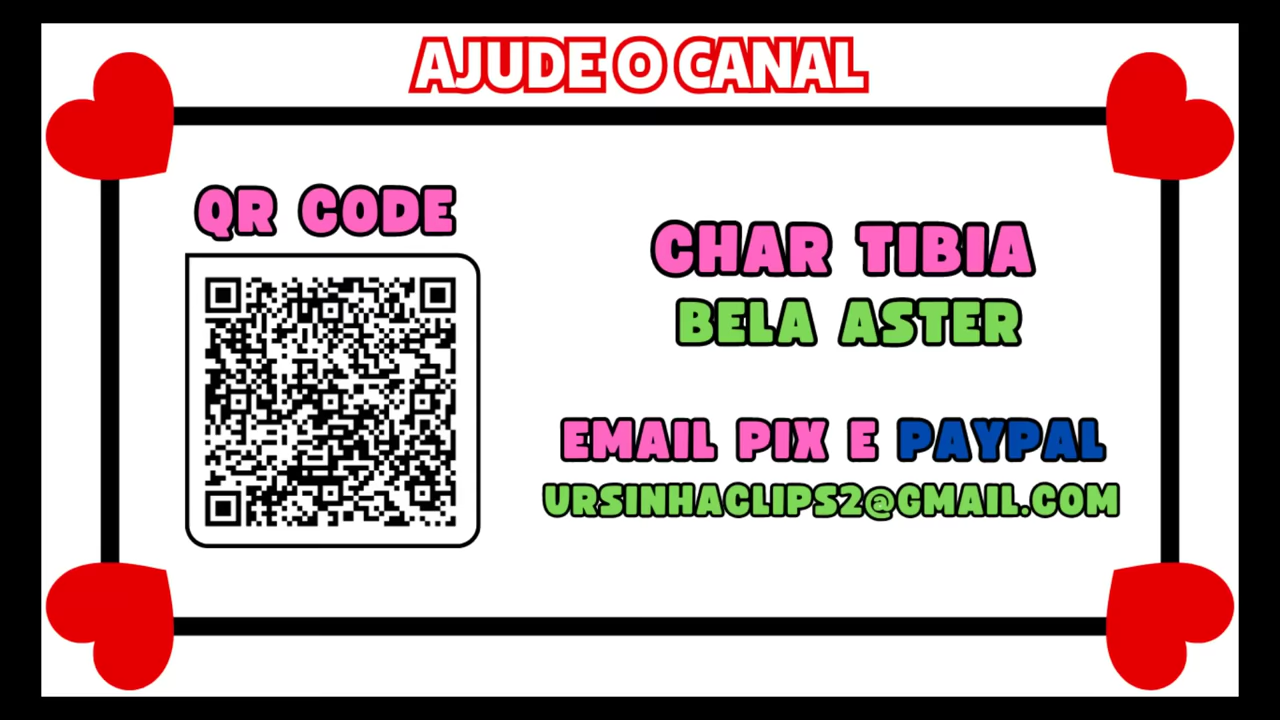 AJUDE O CANAL
QR CODE
CHAR TIBIA
BELA ASTER
EMAIL PIX E PAYPAL
URSINHACLIPS2@GMAIL.COM